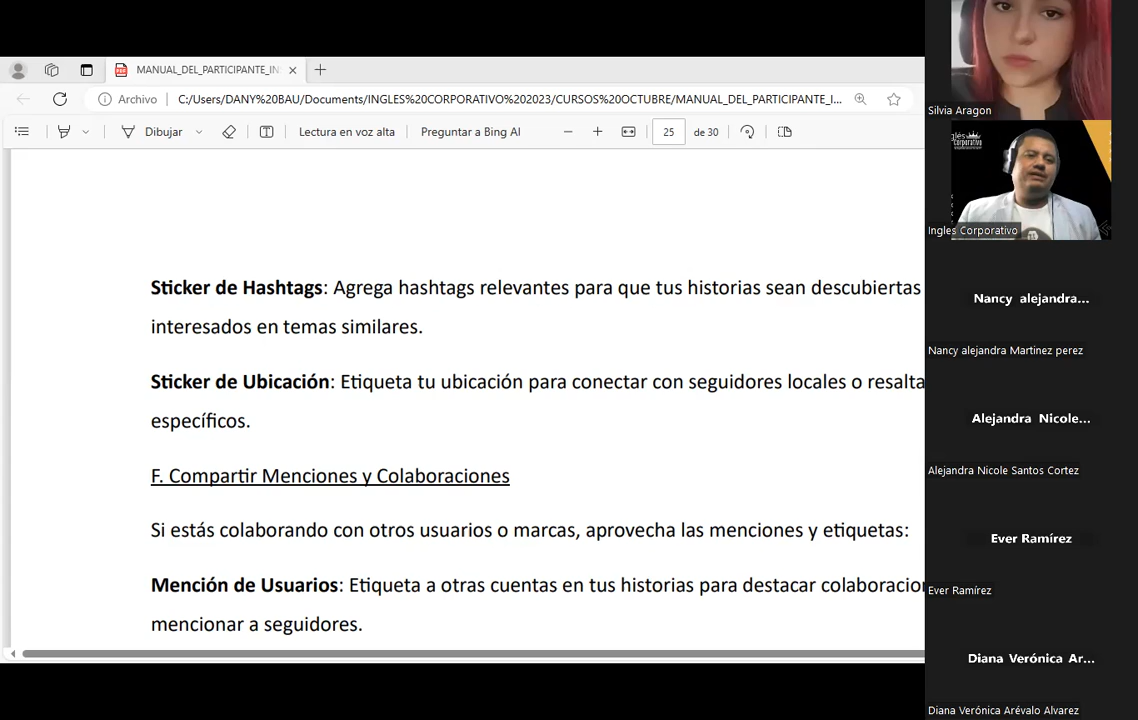 MANUAL_DEL_PARTICIPANTE_IN
Archivo
C:/Users/DANY%20BAU/Documents/INGLES%20CORPORATIVO%202023/CURSOS%20OCTUBRE/MANUAL_DEL_PARTICIPANTE_I...
Dibujar
Lectura en voz alta
Preguntar a Bing AI
25
de 30
Sticker de Hashtags: Agrega hashtags relevantes para que tus historias sean descubiertas
interesados en temas similares.
Sticker de Ubicación: Etiqueta tu ubicación para conectar con seguidores locales o resalta
específicos.
F. Compartir Menciones y Colaboraciones
Si estás colaborando con otros usuarios o marcas, aprovecha las menciones y etiquetas:
Mención de Usuarios: Etiqueta a otras cuentas en tus historias para destacar colaboracion
mencionar a seguidores.
Silvia Aragon
Ingles Corporativo
Nancy alejandra...
Nancy alejandra Martinez perez
Alejandra Nicole...
Alejandra Nicole Santos Cortez
Ever Ramírez
Ever Ramírez
Diana Verónica Ar...
Diana Verónica Arévalo Alvarez